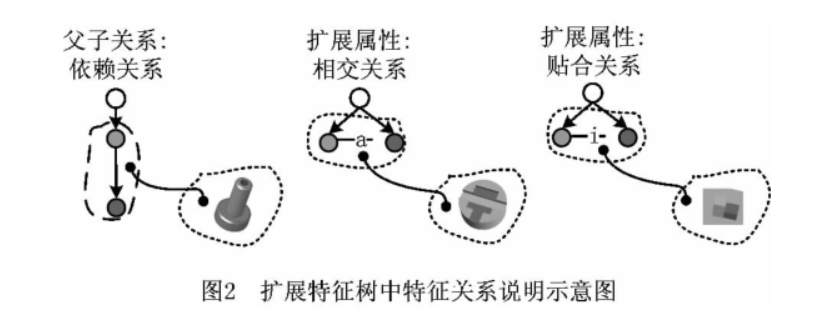 父子关系:
依赖关系
扩展属性:
相交关系
扩展属性:
贴合关系
a
i
图2 扩展特征树中特征关系说明示意图